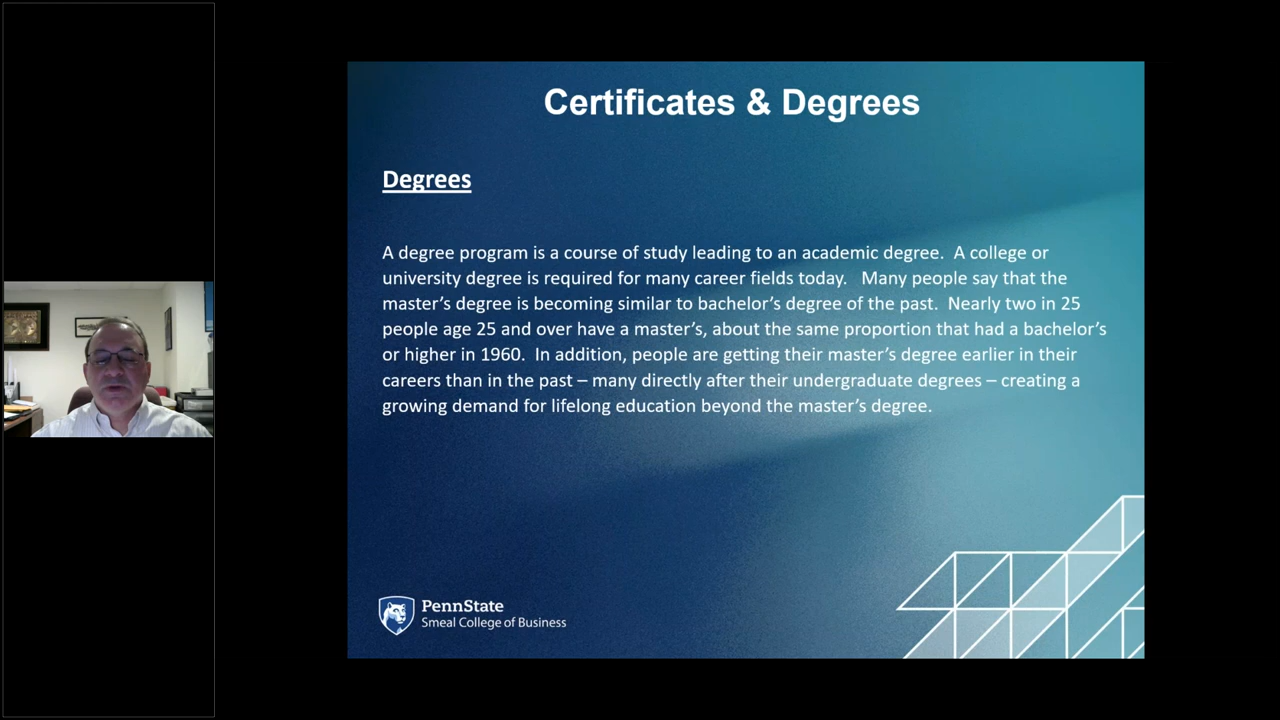 Certificates & Degrees
Degrees
A degree program is a course of study leading to an academic degree.  A college or
university degree is required for many career fields today.   Many people say that the
master's degree is becoming similar to bachelor's degree of the past.  Nearly two in 25
people age 25 and over have a master's, about the same proportion that had a bachelor's
or higher in 1960.  In addition, people are getting their master's degree earlier in their
careers than in the past – many directly after their undergraduate degrees – creating a
growing demand for lifelong education beyond the master's degree.
PennState
Smeal College of Business